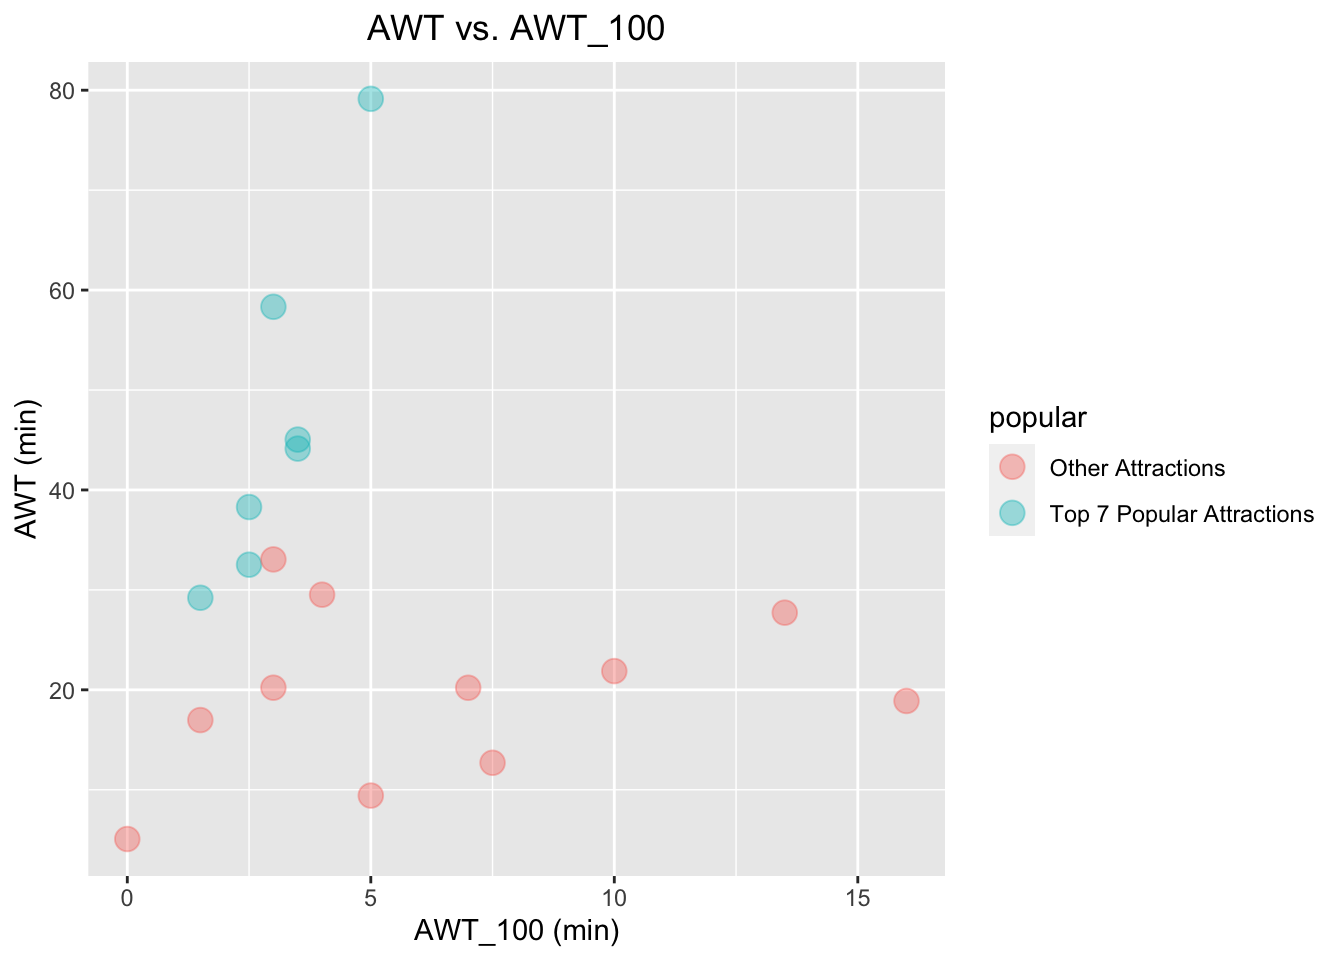 AWT vs. AWT_100
80
60
40
20
AWT (min)
0 5 10 15
AWT_100 (min)
popular
Other Attractions
Top 7 Popular Attractions